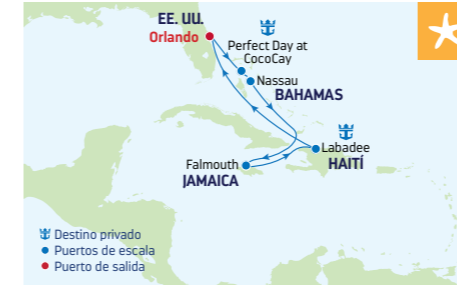 EE. UU.
Orlando
Perfect Day at
CocoCay
Nassau
BAHAMAS
Labadee
HAITÍ
Falmouth
JAMAICA
Destino privado
Puertos de escala
Puerto de salida